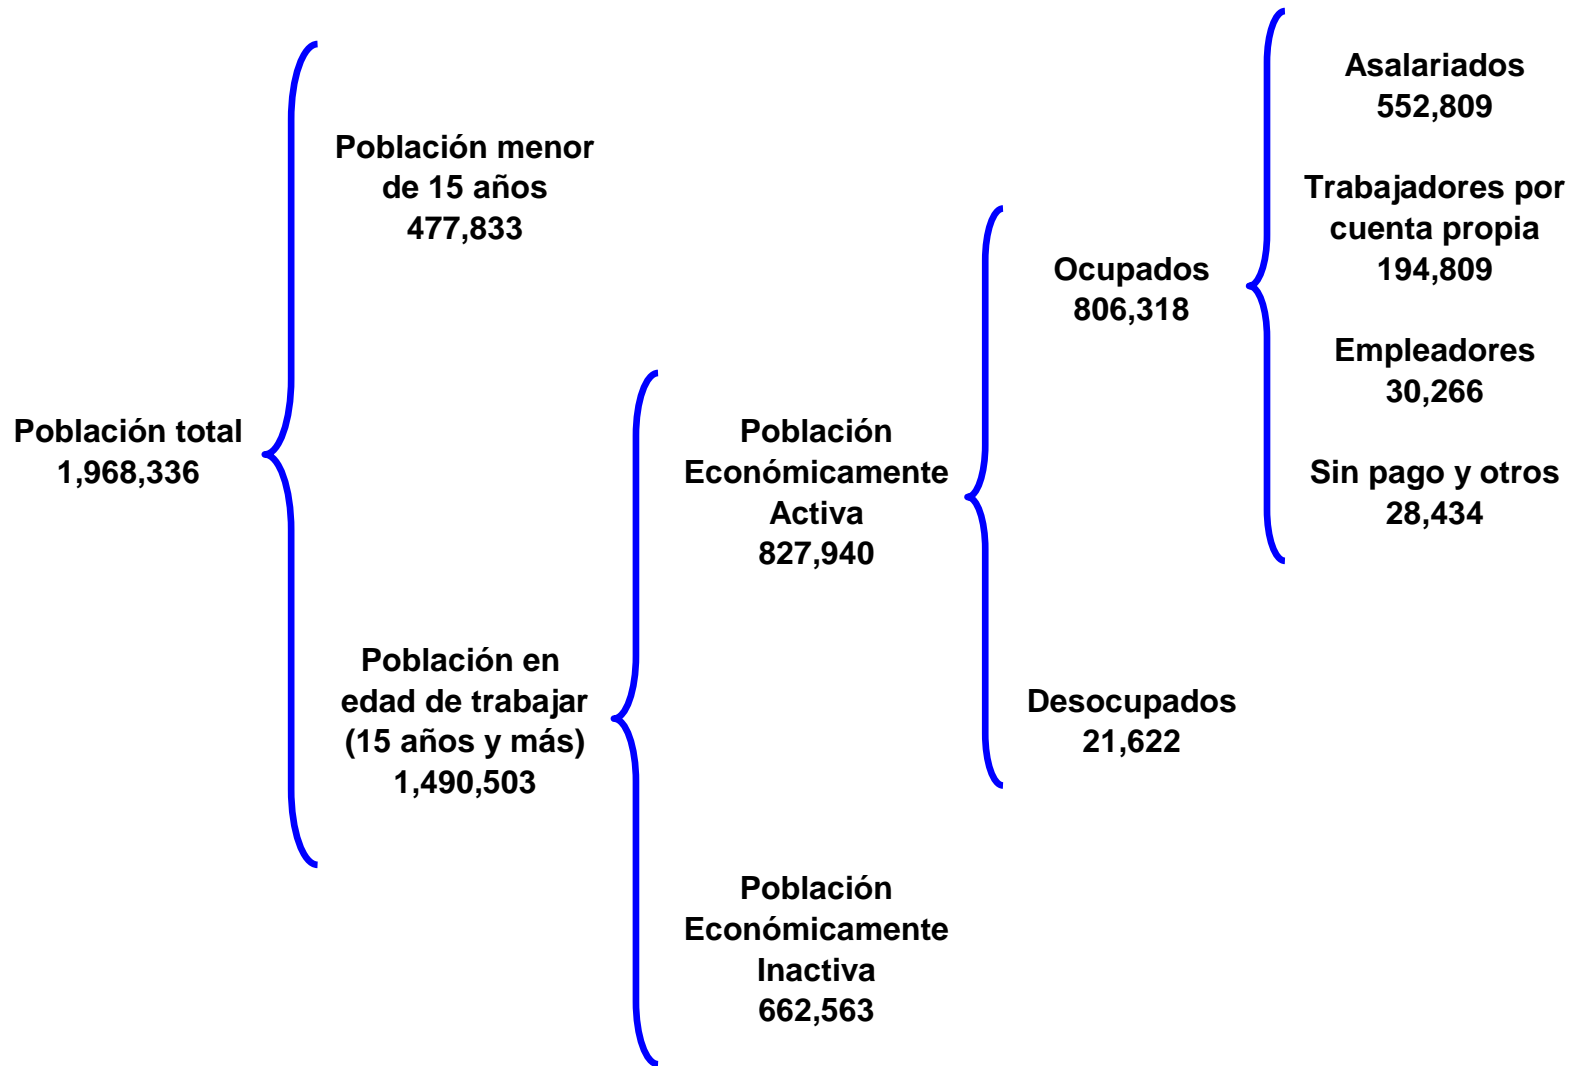 Población total
1,968,336
Población menor
de 15 años
477,833
Población en
edad de trabajar
(15 años y más)
1,490,503
Población
Económicamente
Activa
827,940
Población
Económicamente
Inactiva
662,563
Ocupados
806,318
Desocupados
21,622
Asalariados
552,809
Trabajadores por
cuenta propia
194,809
Empleadores
30,266
Sin pago y otros
28,434